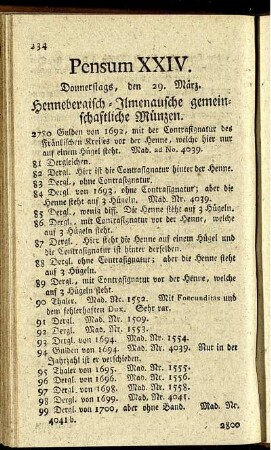 234
Pensum XXIV.
Donnerstags, den 29. März.
Hennebergisch-Ilmenausche gemein-
schaftliche Münzen.
2780 Gulden von 1692, mit der Contrasignatur des
Fränkischen Kreises vor der Henne, welche hier nur
auf einem Hügel steht. Mad. ad No. 4039.
81 Dergleichen.
82 Dergl. Hier ist die Contrasignatur hinter der Henne.
83 Dergl., ohne Contrasignatur.
84 Gulden von 1693, ohne Contrasignatur; aber die
Henne steht auf 3 Hügeln. Mad. Nr. 4039.
85 Dergl., wenig diff. Die Henne steht auf 3 Hügeln.
86 Dergl., mit Contrasignatur vor der Henne, welche
auf 3 Hügeln steht.
87 Dergl. Hier steht die Henne auf einem Hügel und
die Contrasignatur ist hinter derselben.
88 Dergl. ohne Contrasignatur; aber die Henne steht
auf 3 Hügeln.
89 Dergl., mit Contrasignatur vor der Henne, welche
auf 3 Hügeln steht.
90 Thaler. Mad. Nr. 1552. Mit Foecunditas und
dem fehlerhaften Dux. Sehr rar.
91 Dergl. Mad. Nr. 1509.
92 Dergl. Mad. Nr. 1553.
93 Dergl. von 1694. Mad. Nr. 1554.
94 Gulden von 1694. Mad. Nr. 4039. Nur in der
Jahrzahl ist er verschieden.
95 Thaler von 1695. Mad. Nr. 1555.
96 Dergl. von 1696. Mad. Nr. 1556.
97 Dergl. von 1698. Mad. Nr. 1558.
98 Dergl. von 1699. Mad. Nr. 4041.
99 Dergl. von 1700, aber ohne Band. Mad. Nr.
4041 b.
2800